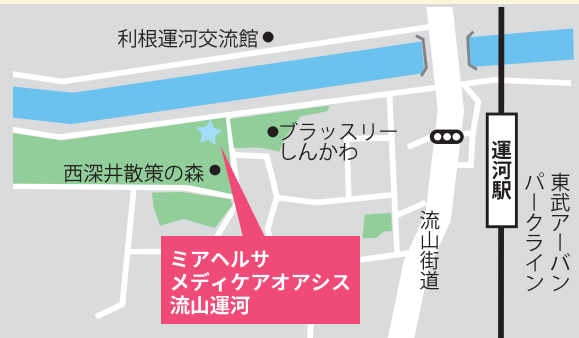 利根運河交流館
ブラッスリー
しんかわ
西深井散策の森
ミアヘルサ
メディケアオアシス
流山運河
流山街道
運河駅
東武アーバン
パークライン